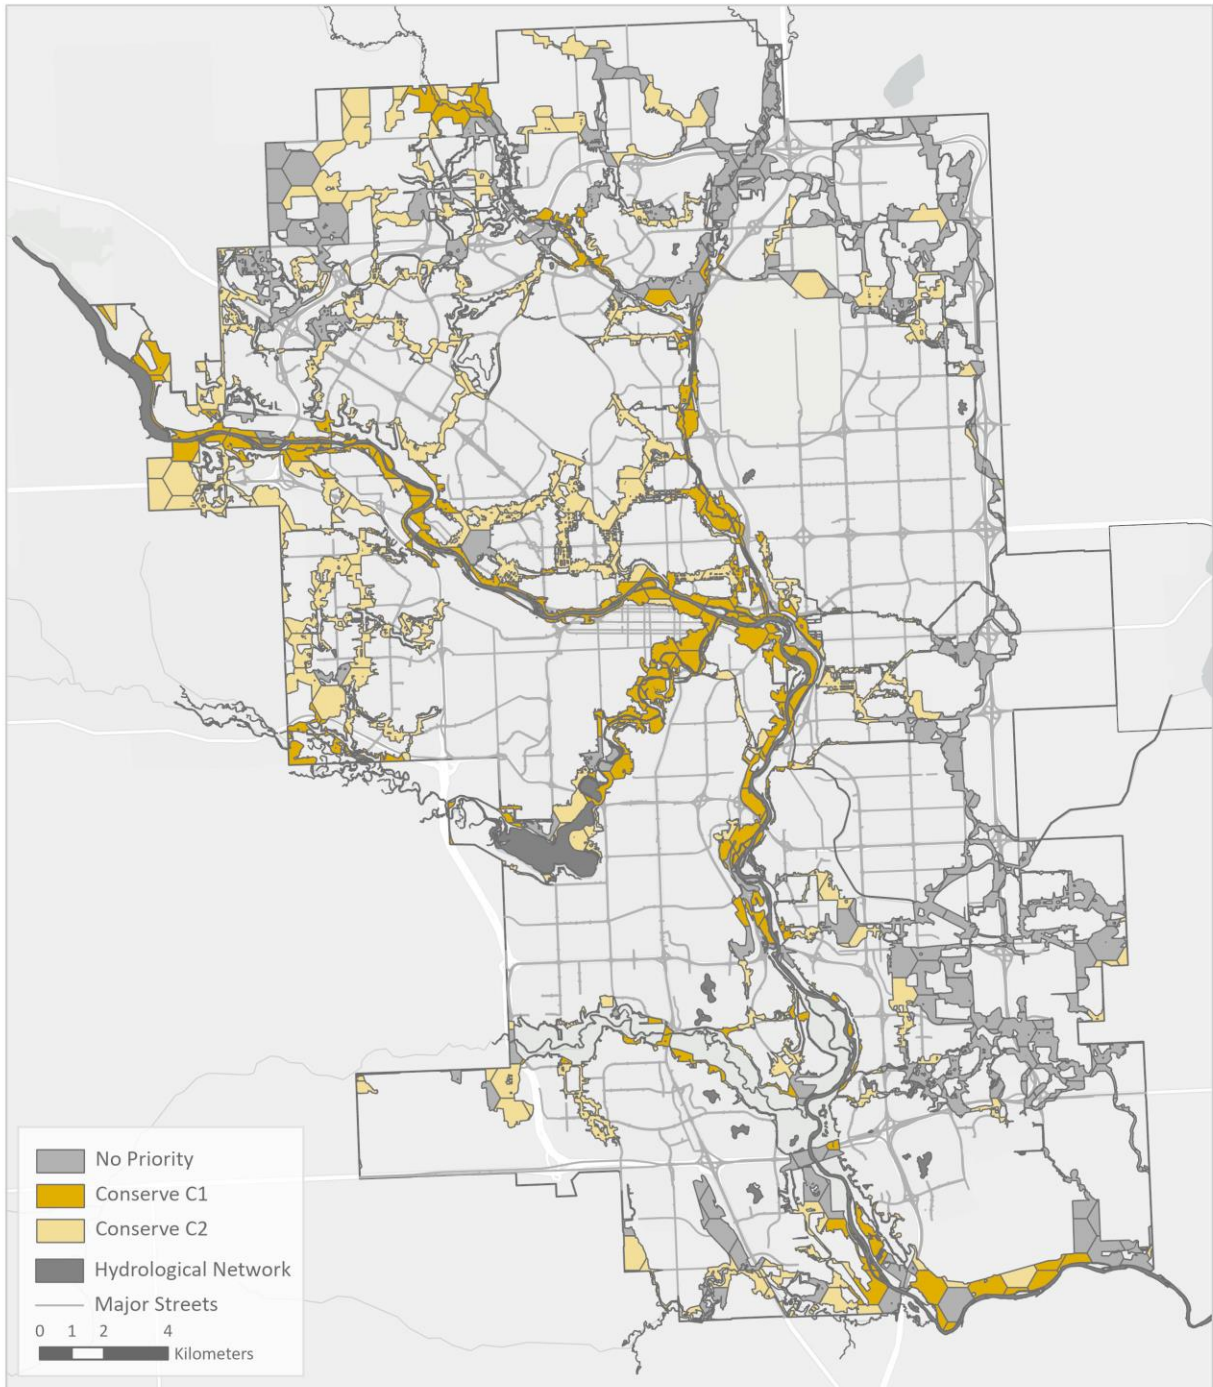 No Priority
Conserve C1
Conserve C2
Hydrological Network
Major Streets
0 1 2 4
Kilometers